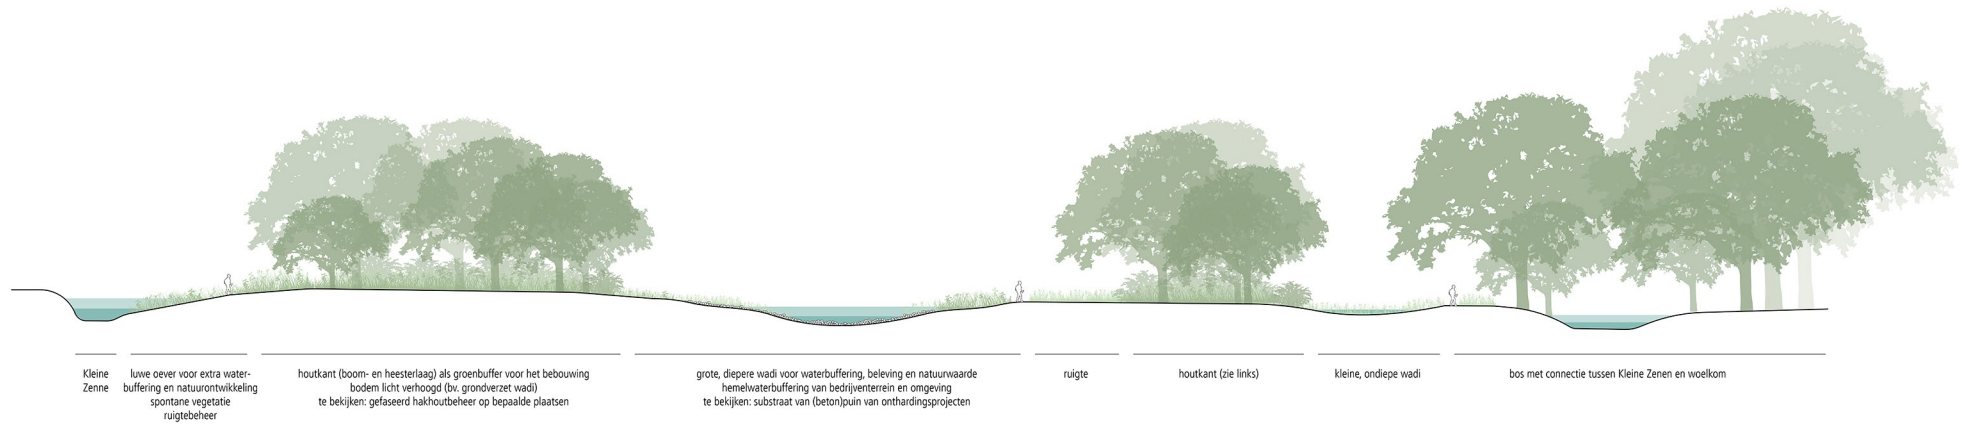 Kleine
Zenne
luwe oever voor extra water-
buffering en natuurontwikkeling
spontane vegetatie
ruigtebeheer
houtkant (boom- en heesterlaag) als groenbuffer voor het bebouwing
bodem licht verhoogd (bv. grondverzet wadi)
te bekijken: gefaseerd hakhoutbeheer op bepaalde plaatsen
grote, diepere wadi voor waterbuffering, beleving en natuurwaarde
hemelwaterbuffering van bedrijventerrein en omgeving
te bekijken: substraat van (beton)puin van onthardingsprojecten
ruigte
houtkant (zie links)
kleine, ondiepe wadi
bos met connectie tussen Kleine Zenen en woelkom